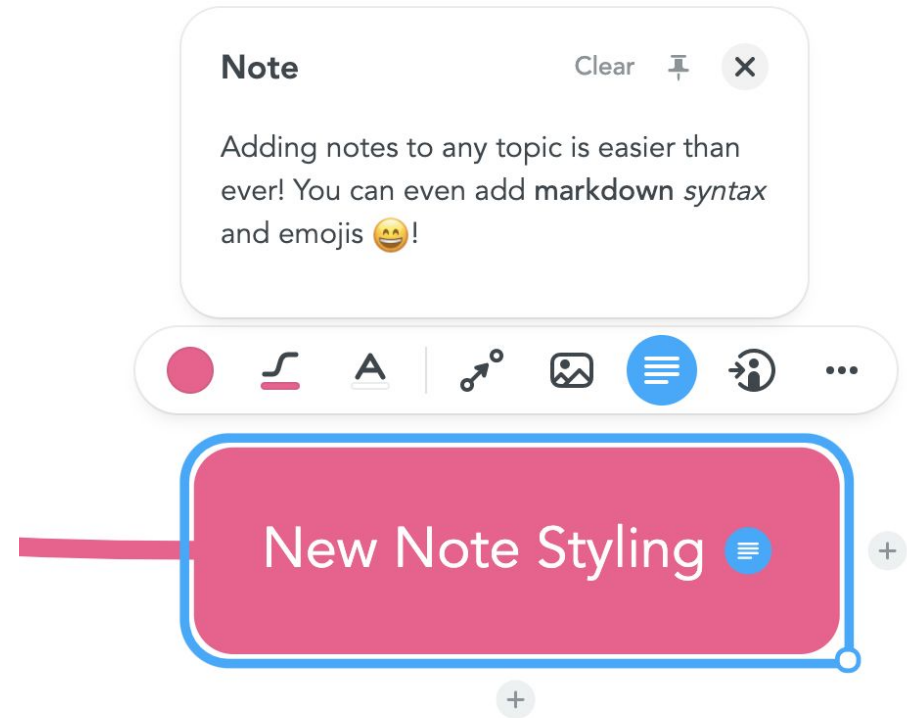 Note Clear
Adding notes to any topic is easier than
ever! You can even add markdown syntax
and emojis 😄!
A
New Note Styling